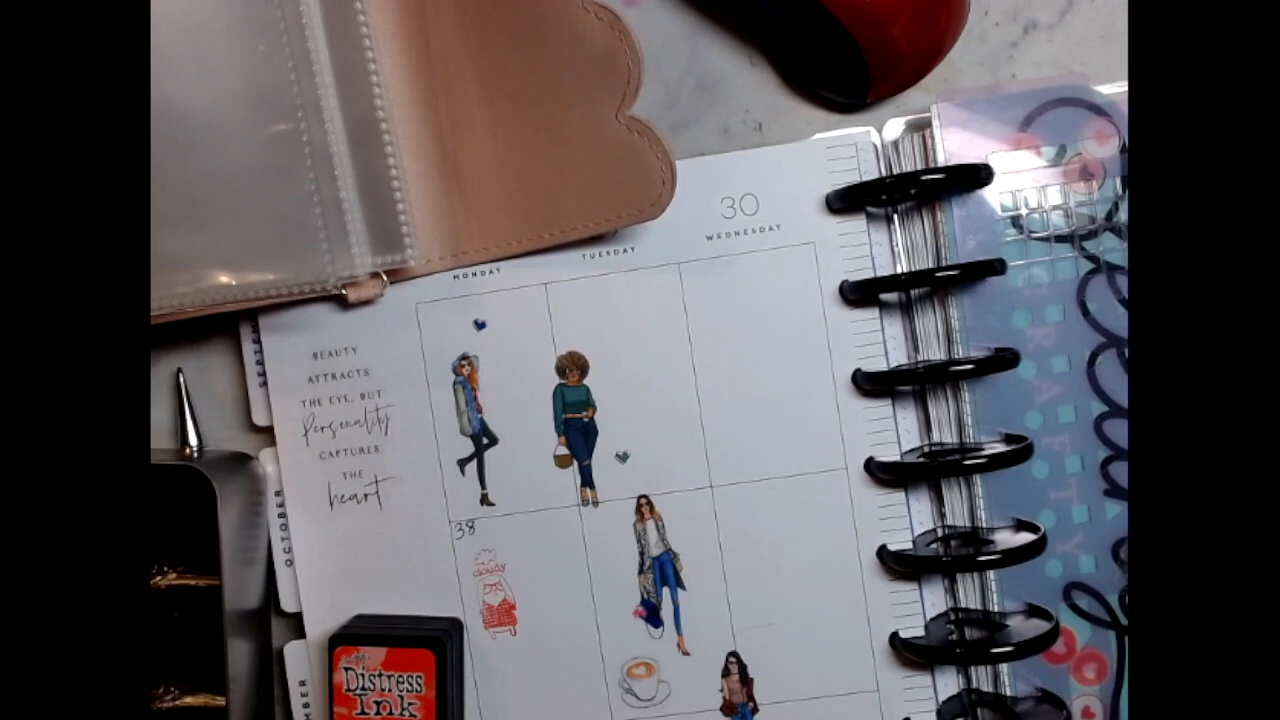 30
MONDAY
TUESDAY
WEDNESDAY
BEAUTY
ATTRACTS
THE EYE, BUT
Personality
CAPTURES
THE
heart
38
cloudy
OCTOBER
Distress
Ink